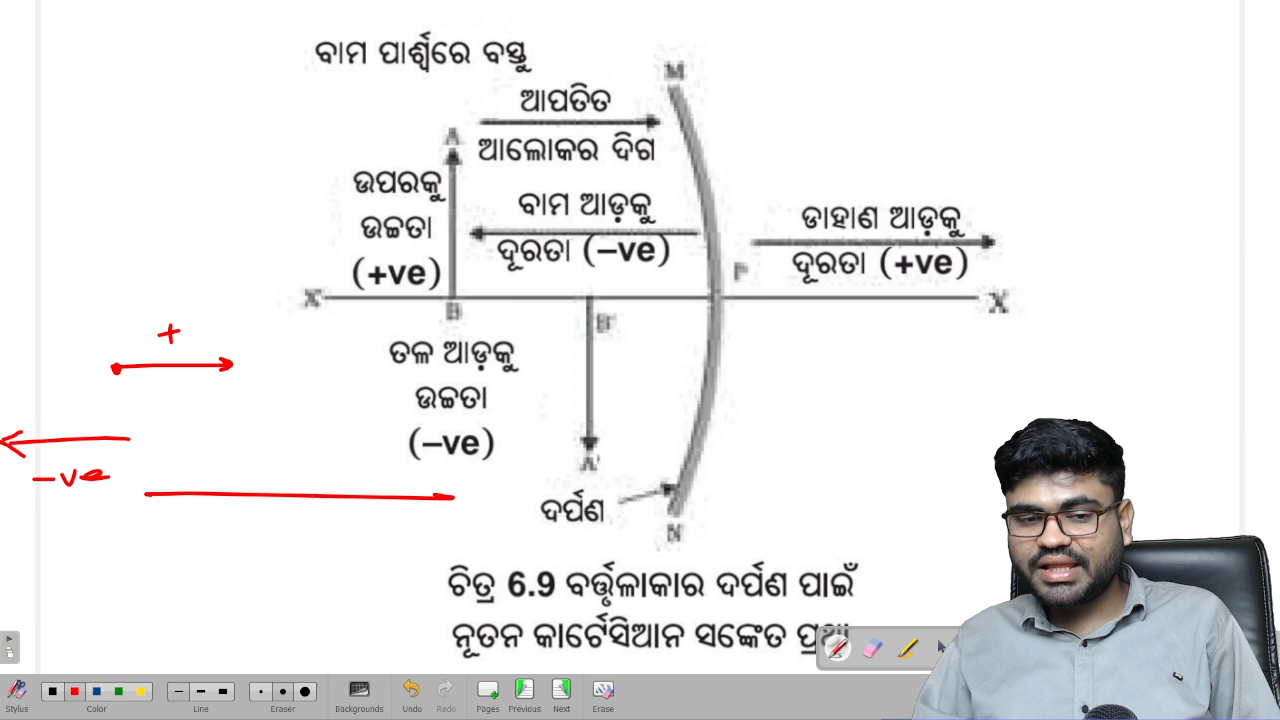 ବାମ ପାର୍ଶ୍ୱରେ ବସ୍ତୁ
M
ଆପତିତ
A
ଆଲୋକର ଦିଗ
ଉପରକୁ
ଉଚ୍ଚତା
(+ve)
ବାମ ଆଡ଼କୁ
ଦୂରତା (–ve)
ଡାହାଣ ଆଡ଼କୁ
ଦୂରତା (+ve)
P
X'
B
B'
X
+
ତଳ ଆଡ଼କୁ
ଉଚ୍ଚତା
(–ve)
-ve
A'
ଦର୍ପଣ
N
ଚିତ୍ର 6.9 ବର୍ତ୍ତୁଳାକାର ଦର୍ପଣ ପାଇଁ
ନୂତନ କାର୍ଟେସିଆନ ସଙ୍କେତ
Stylus
Color
Line
Eraser
Backgrounds
Undo
Redo
Pages
Previous
Next
Erase